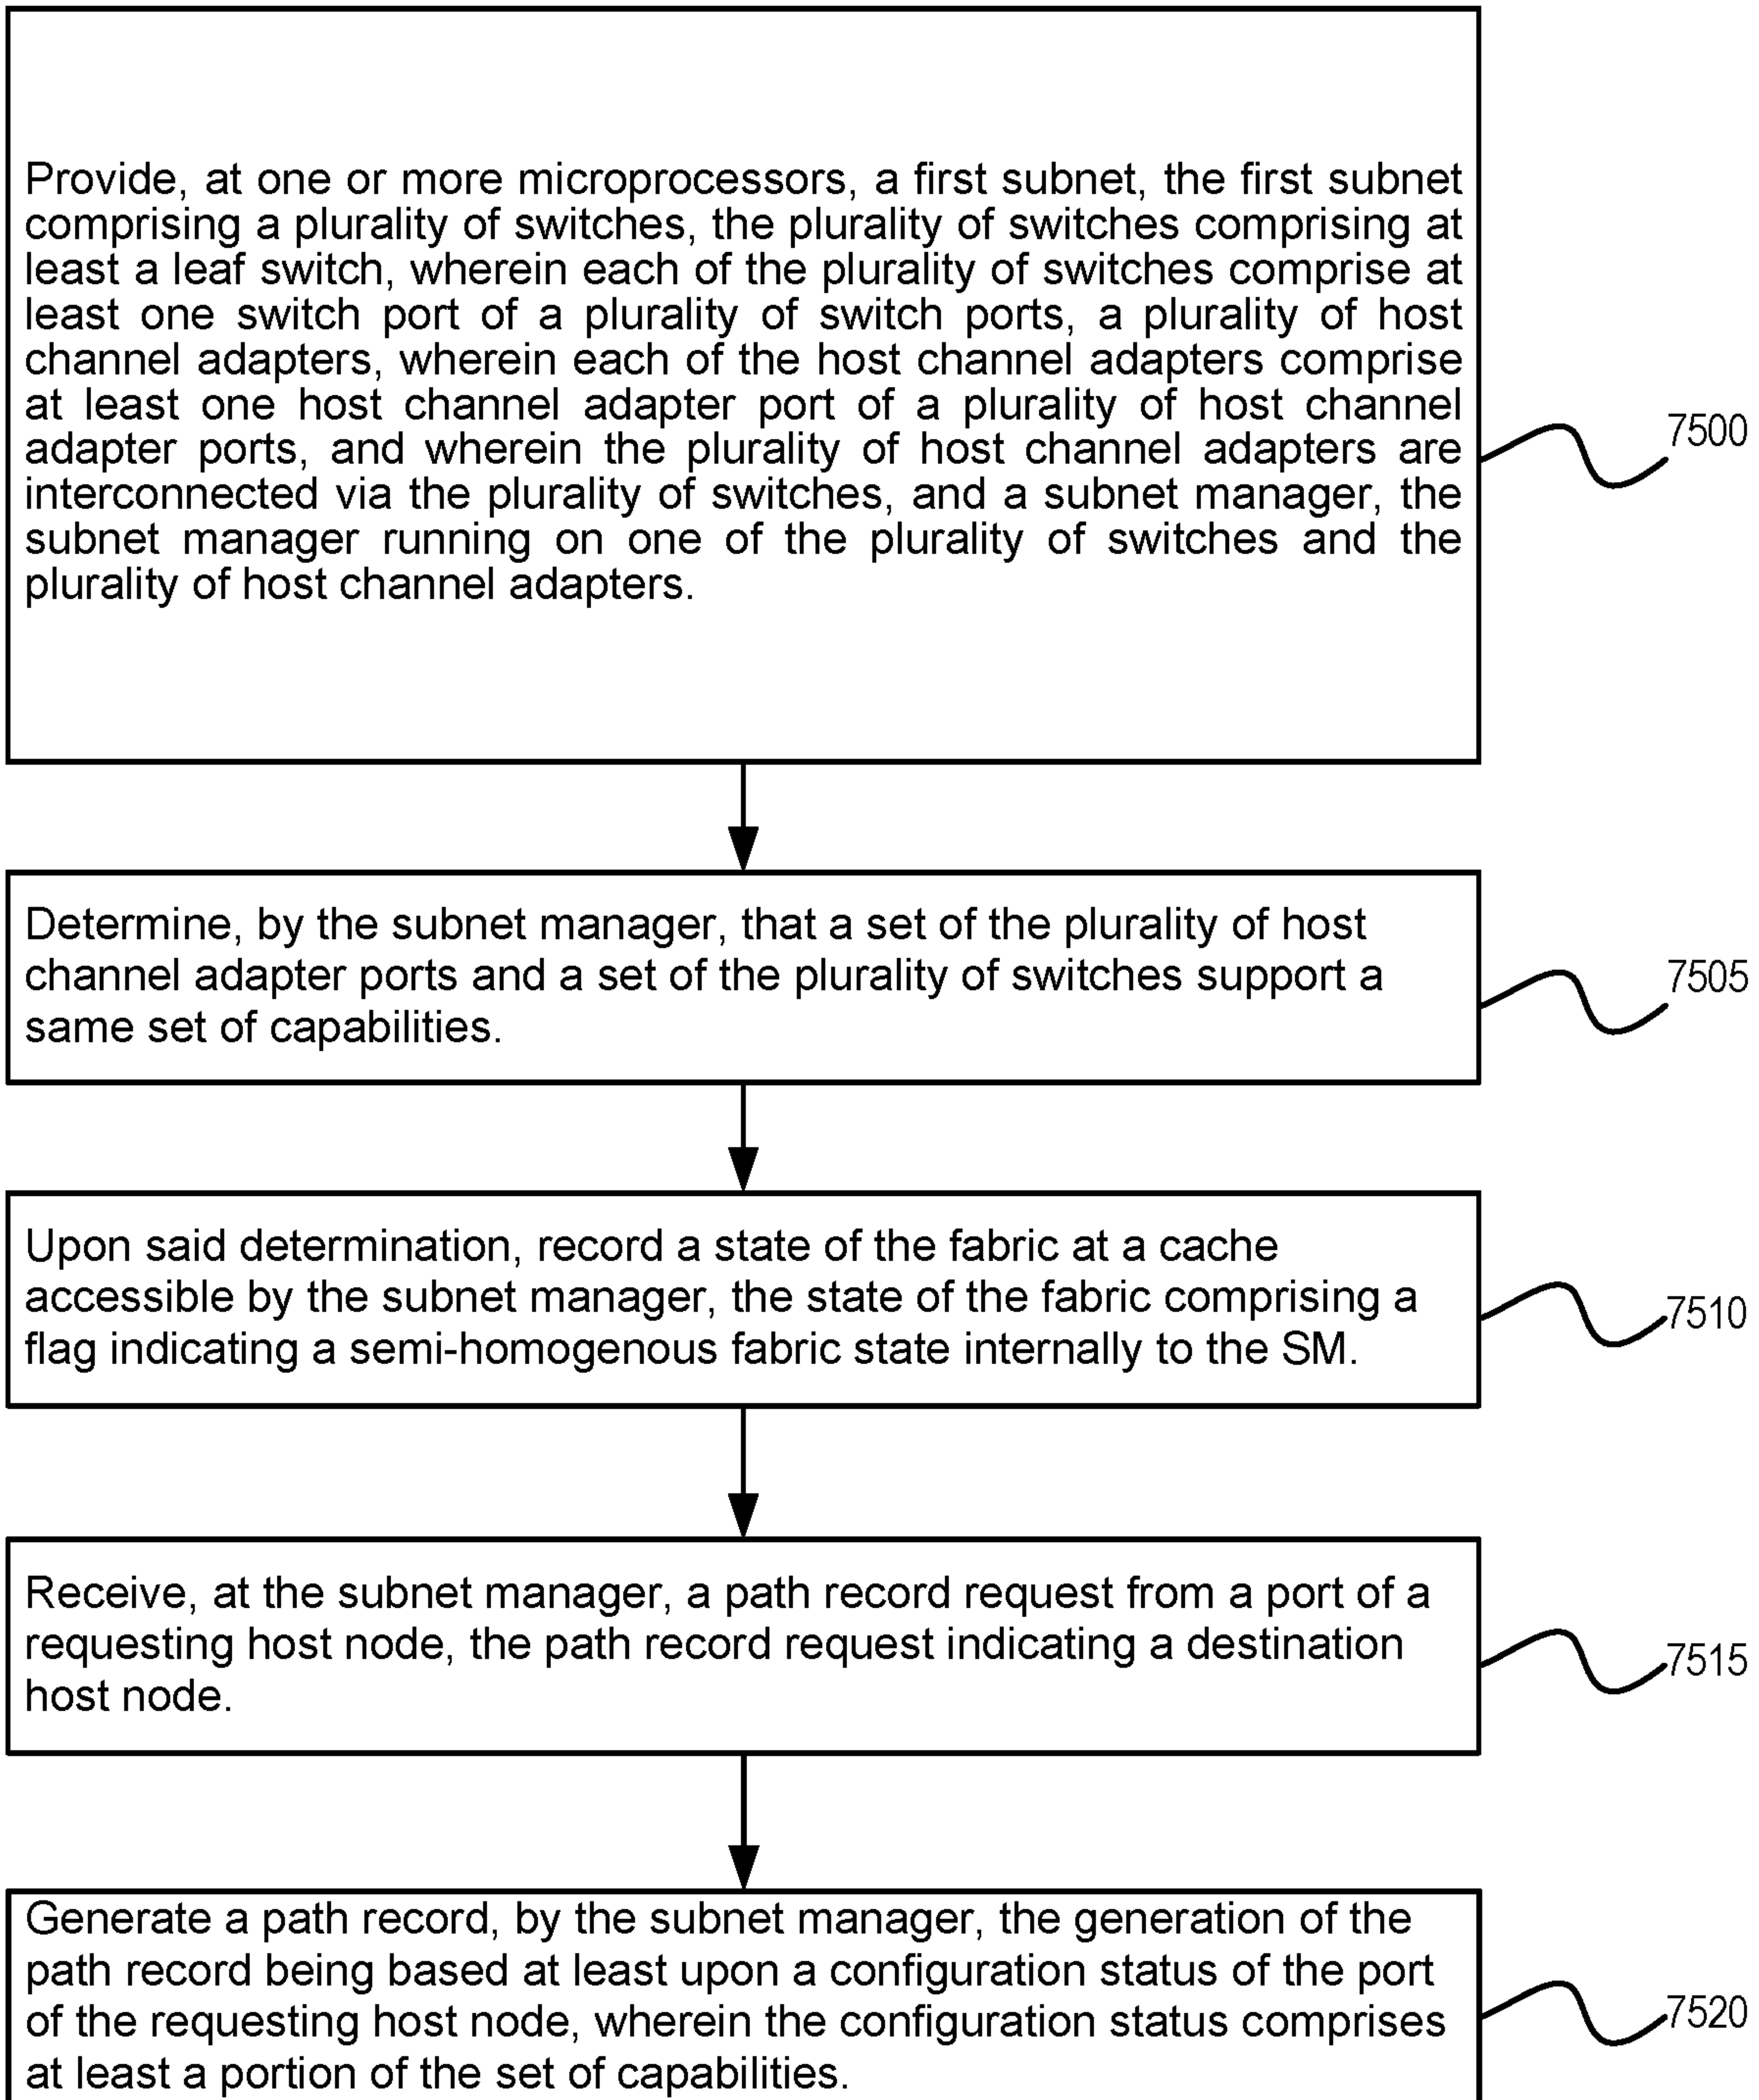 Provide, at one or more microprocessors, a first subnet, the first subnet
comprising a plurality of switches, the plurality of switches comprising at
least a leaf switch, wherein each of the plurality of switches comprise at
least one switch port of a plurality of switch ports, a plurality of host
channel adapters, wherein each of the host channel adapters comprise
at least one host channel adapter port of a plurality of host channel
adapter ports, and wherein the plurality of host channel adapters are
interconnected via the plurality of switches, and a subnet manager, the
subnet manager running on one of the plurality of switches and the
plurality of host channel adapters.
7500
Determine, by the subnet manager, that a set of the plurality of host
channel adapter ports and a set of the plurality of switches support a
same set of capabilities.
7505
Upon said determination, record a state of the fabric at a cache
accessible by the subnet manager, the state of the fabric comprising a
flag indicating a semi-homogenous fabric state internally to the SM.
7510
Receive, at the subnet manager, a path record request from a port of a
requesting host node, the path record request indicating a destination
host node.
7515
Generate a path record, by the subnet manager, the generation of the
path record being based at least upon a configuration status of the port
of the requesting host node, wherein the configuration status comprises
at least a portion of the set of capabilities.
7520